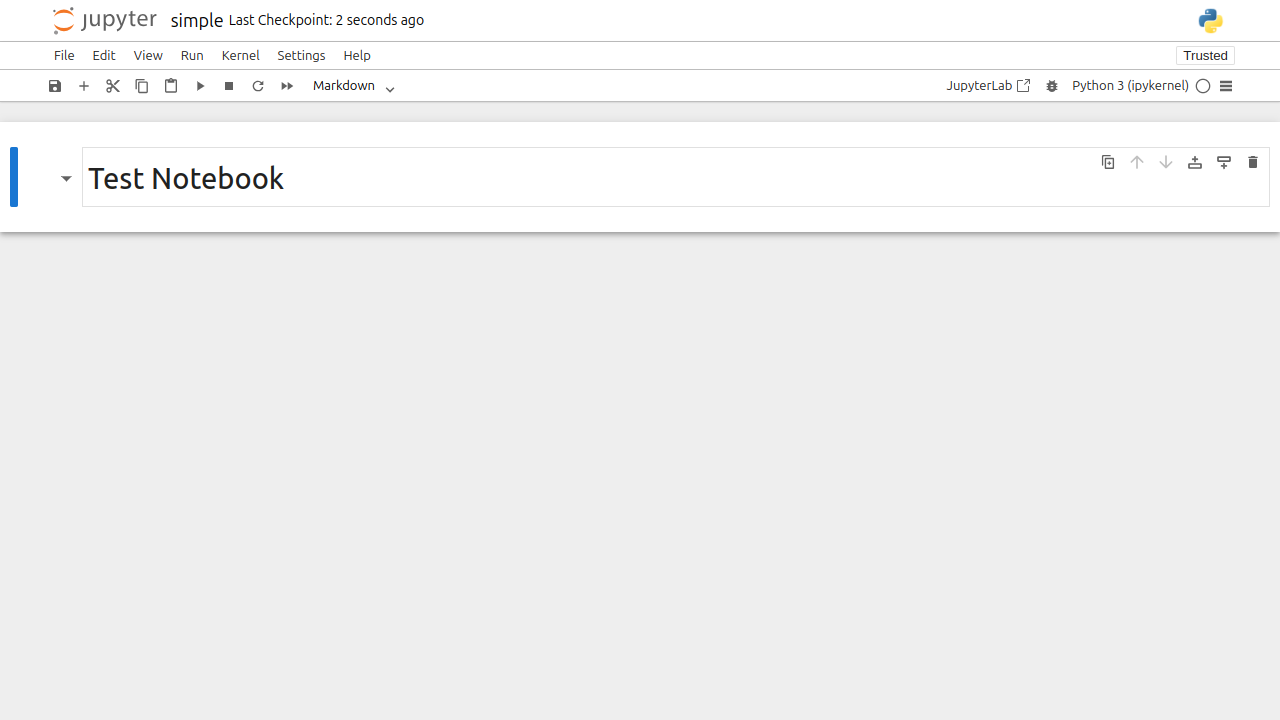 jupyter simple Last Checkpoint: 2 seconds ago
File Edit View Run Kernel Settings Help Trusted
Markdown JupyterLab Python 3 (ipykernel)
Test Notebook